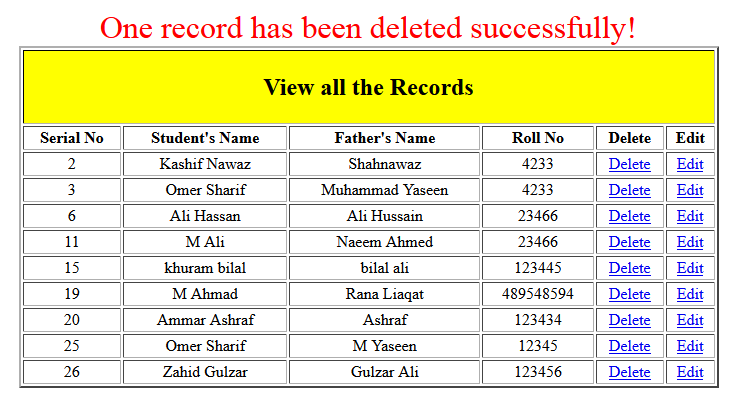 One record has been deleted successfully!
View all the Records
Serial No Student's Name Father's Name Roll No Delete Edit
2 Kashif Nawaz Shahnawaz 4233 Delete Edit
3 Omer Sharif Muhammad Yaseen 4233 Delete Edit
6 Ali Hassan Ali Hussain 23466 Delete Edit
11 M Ali Naeem Ahmed 23466 Delete Edit
15 khuram bilal bilal ali 123445 Delete Edit
19 M Ahmad Rana Liaqat 489548594 Delete Edit
20 Ammar Ashraf Ashraf 123434 Delete Edit
25 Omer Sharif M Yaseen 12345 Delete Edit
26 Zahid Gulzar Gulzar Ali 123456 Delete Edit